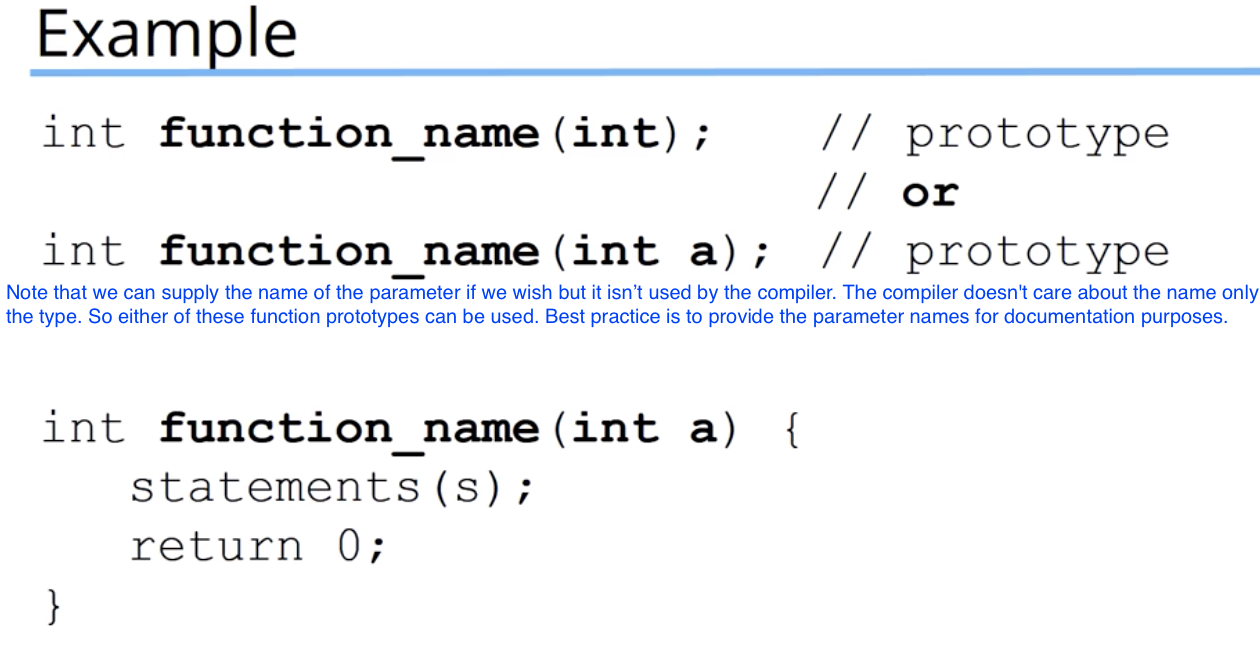 Example
int function_name(int);    // prototype
// or
int function_name(int a); // prototype
Note that we can supply the name of the parameter if we wish but it isn’t used by the compiler. The compiler doesn't care about the name only
the type. So either of these function prototypes can be used. Best practice is to provide the parameter names for documentation purposes.
int function_name(int a) {
statements(s);
return 0;
}